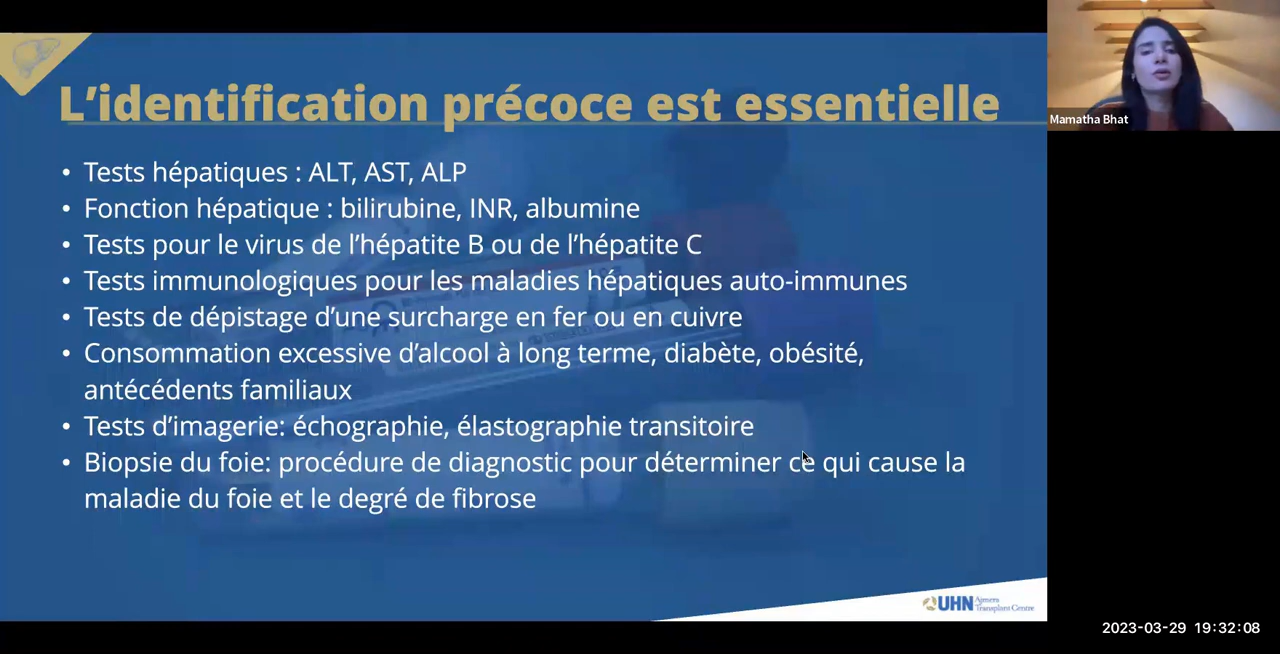 L’identification précoce est essentielle
• Tests hépatiques : ALT, AST, ALP
• Fonction hépatique : bilirubine, INR, albumine
• Tests pour le virus de l’hépatite B ou de l’hépatite C
• Tests immunologiques pour les maladies hépatiques auto-immunes
• Tests de dépistage d’une surcharge en fer ou en cuivre
• Consommation excessive d’alcool à long terme, diabète, obésité,
antécédents familiaux
• Tests d’imagerie: échographie, élastographie transitoire
• Biopsie du foie: procédure de diagnostic pour déterminer ce qui cause la
maladie du foie et le degré de fibrose
Mamatha Bhat
UHN Ajmera
Transplant Centre
2023-03-29 19:32:08